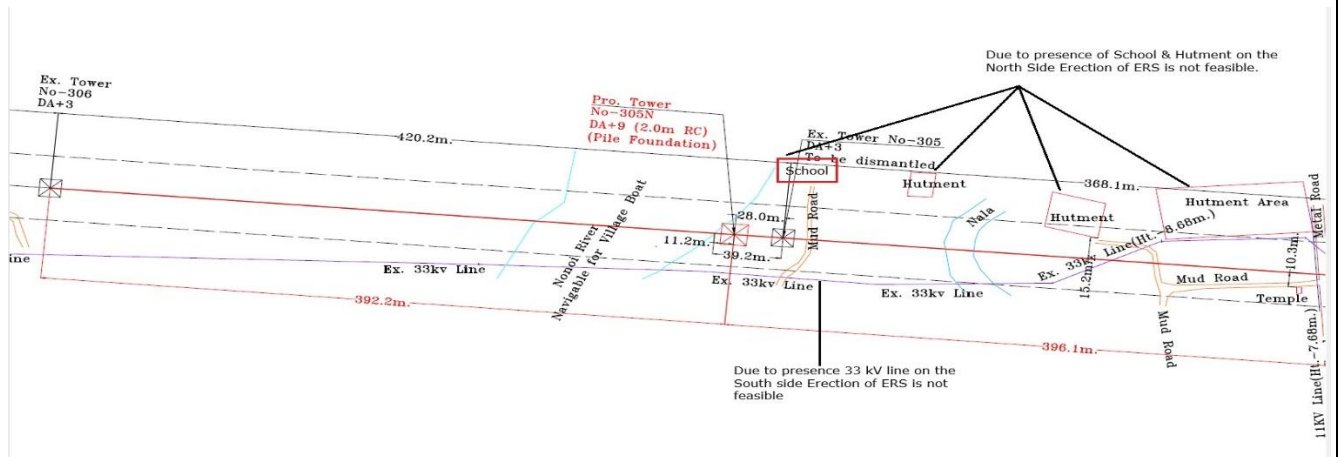 Due to presence of School & Hutment on the
North Side Erection of ERS is not feasible.
Ex. Tower
No-306
DA+3
Pro. Tower
No-305N
DA+9 (2.0m RC)
(Pile Foundation)
420.2m.
Ex. Tower No-305
DA+3
To be dismantled
School
368.1m.
Hutment
Hutment Area
Hutment
Nala
Metal Road
28.0m.
11.2m.
39.2m.
Mud Road
Nonoi River
Navigable for Village Boat
Ex. 33kv Line(Ht.-8.68m.)
15.2m.
10.3m.
ine
Ex. 33kv Line
Ex. 33kv Line
Ex. 33kv Line
Mud Road
Temple
392.2m.
Mud Road
396.1m.
11KV Line(Ht.-7.68m.)
Due to presence 33 kV line on the
South side Erection of ERS is not
feasible